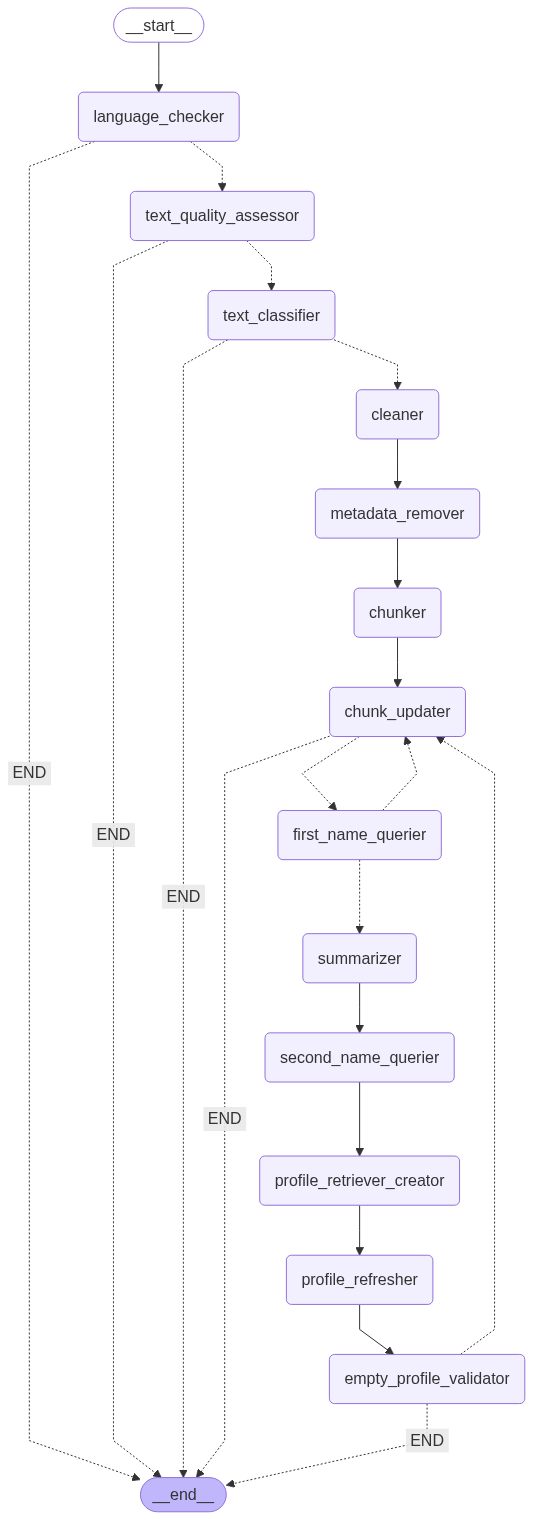 __start__
language_checker
text_quality_assessor
text_classifier
cleaner
metadata_remover
chunker
chunk_updater
END
first_name_querier
END
END
summarizer
second_name_querier
END
profile_retriever_creator
profile_refresher
empty_profile_validator
END
__end__